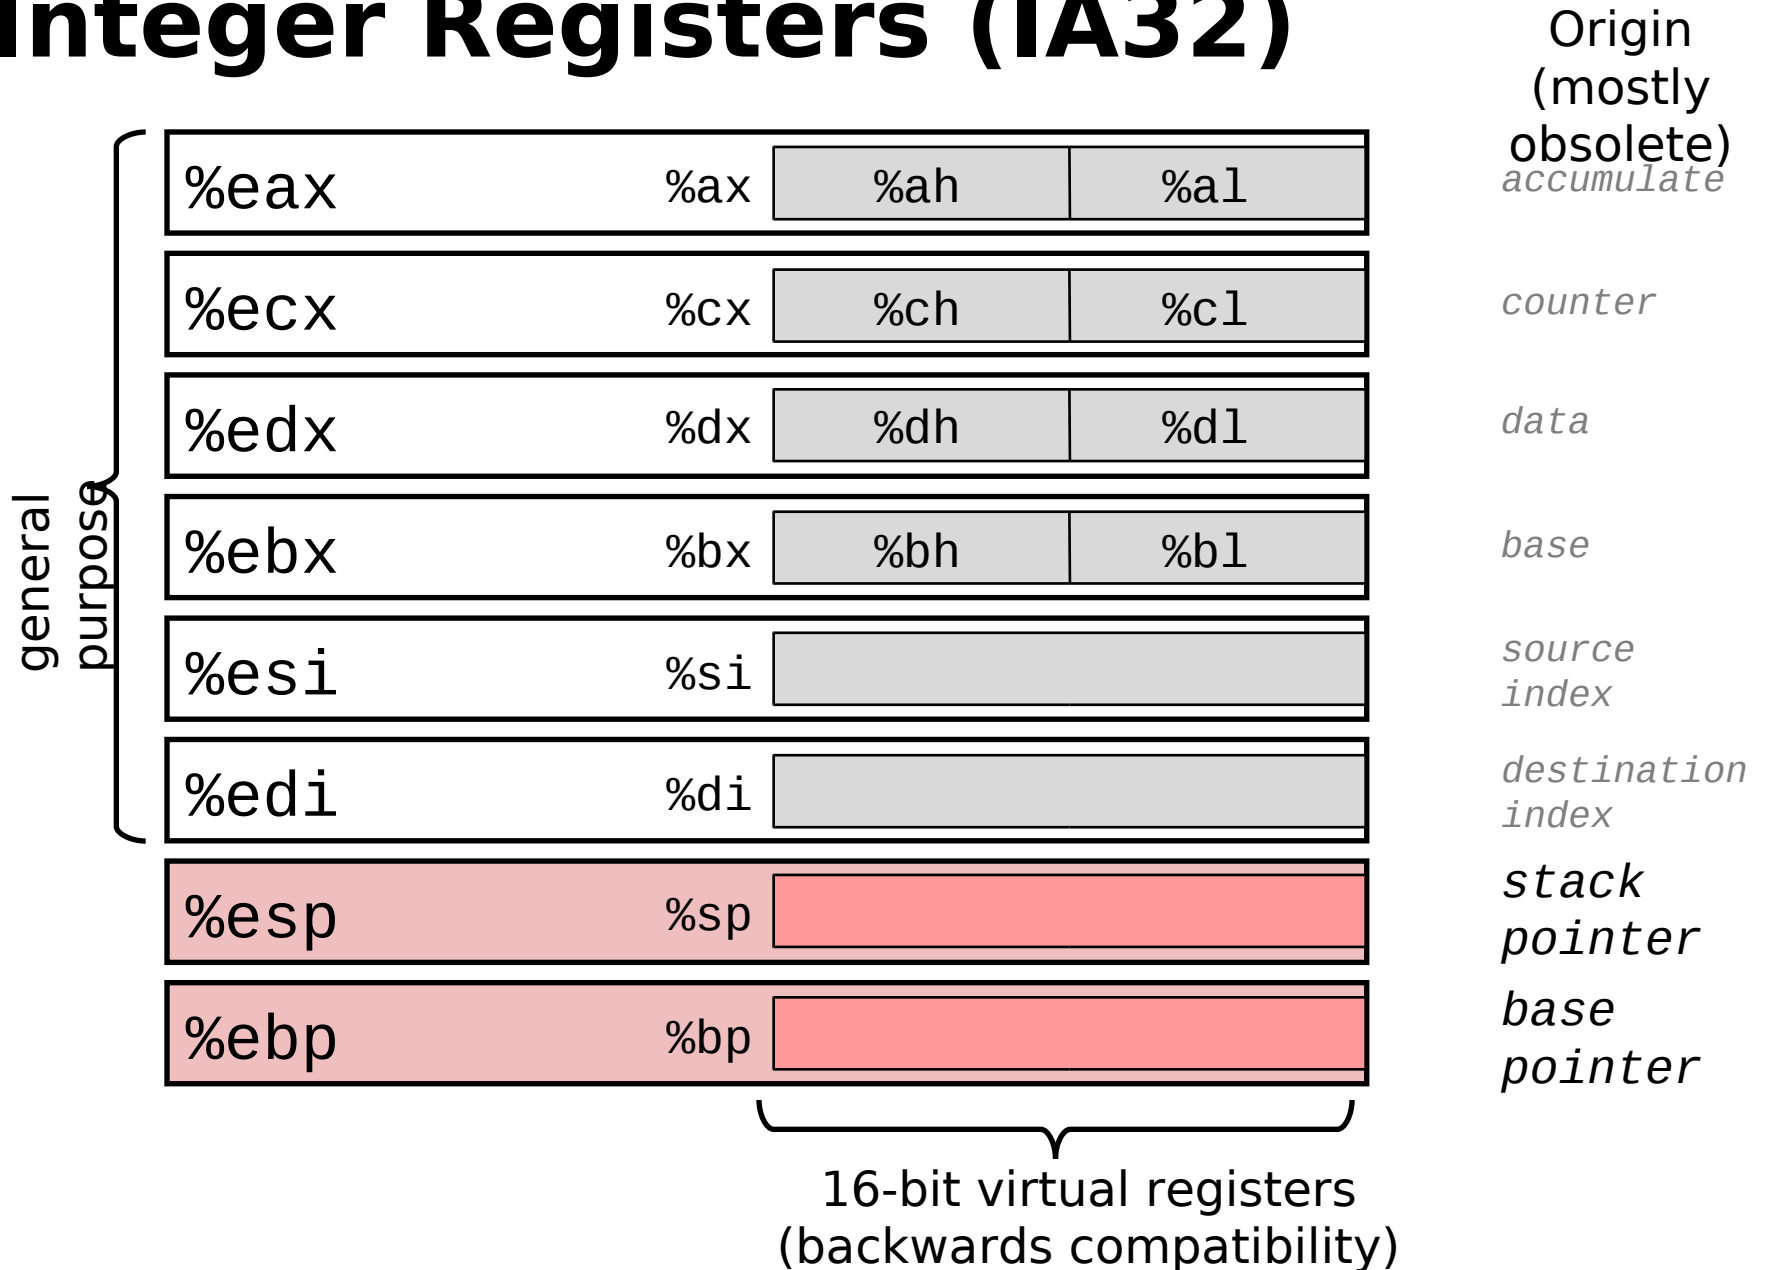 Integer Registers (IA32)
Origin
(mostly
obsolete)
%eax %ax %ah %al accumulate
%ecx %cx %ch %cl counter
%edx %dx %dh %dl data
%ebx %bx %bh %bl base
general
purpose
%esi %si source
index
%edi %di destination
index
%esp %sp stack
pointer
%ebp %bp base
pointer
16-bit virtual registers
(backwards compatibility)